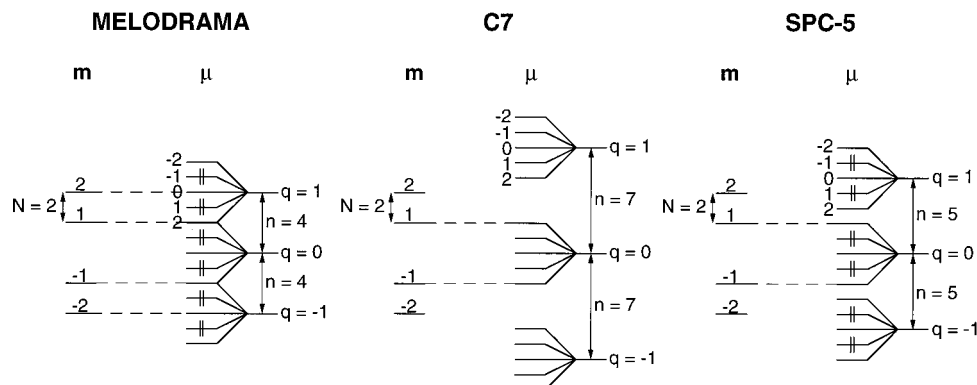 MELODRAMA
m μ
-2
-1
2 0 q = 1
N = 2 1
1 2 n = 4
q = 0
-1 n = 4
-2 q = -1
C7
m μ
-2
-1
0 q = 1
1
2 2
N = 2 n = 7
1
q = 0
-1
-2 n = 7
q = -1
SPC-5
m μ
-2
-1
2 0 q = 1
1
N = 2 2
1 n = 5
q = 0
-1
-2 n = 5
q = -1